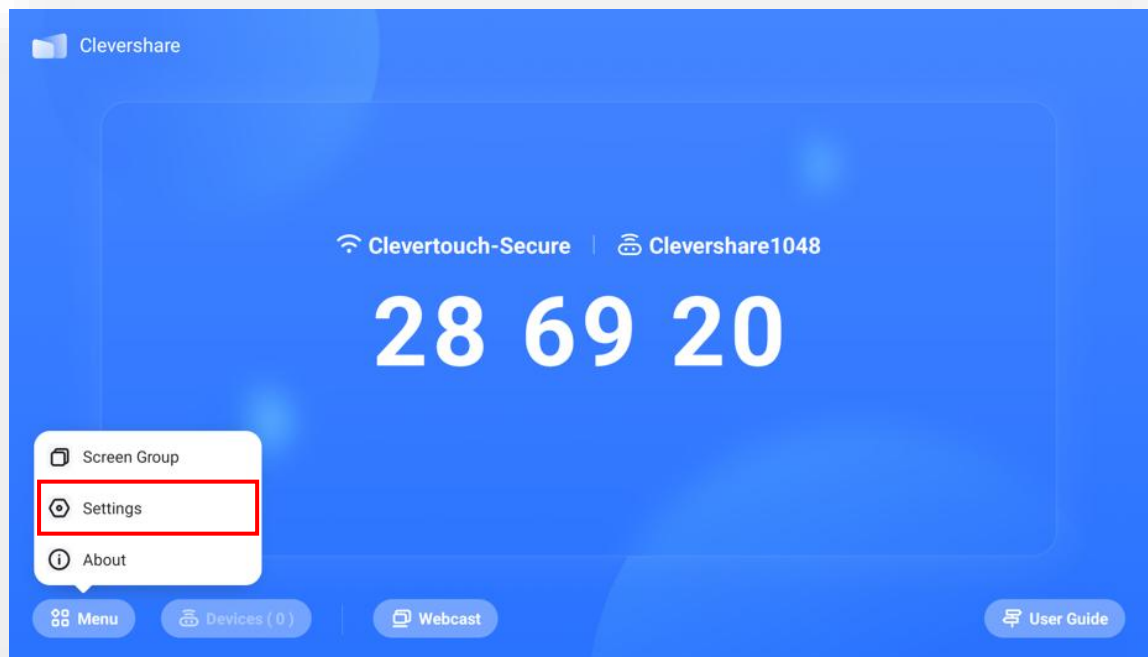 Clevershare
Clevertouch-Secure | Clevershare1048
28 69 20
Screen Group
Settings
About
Menu Devices ( 0 ) Webcast User Guide